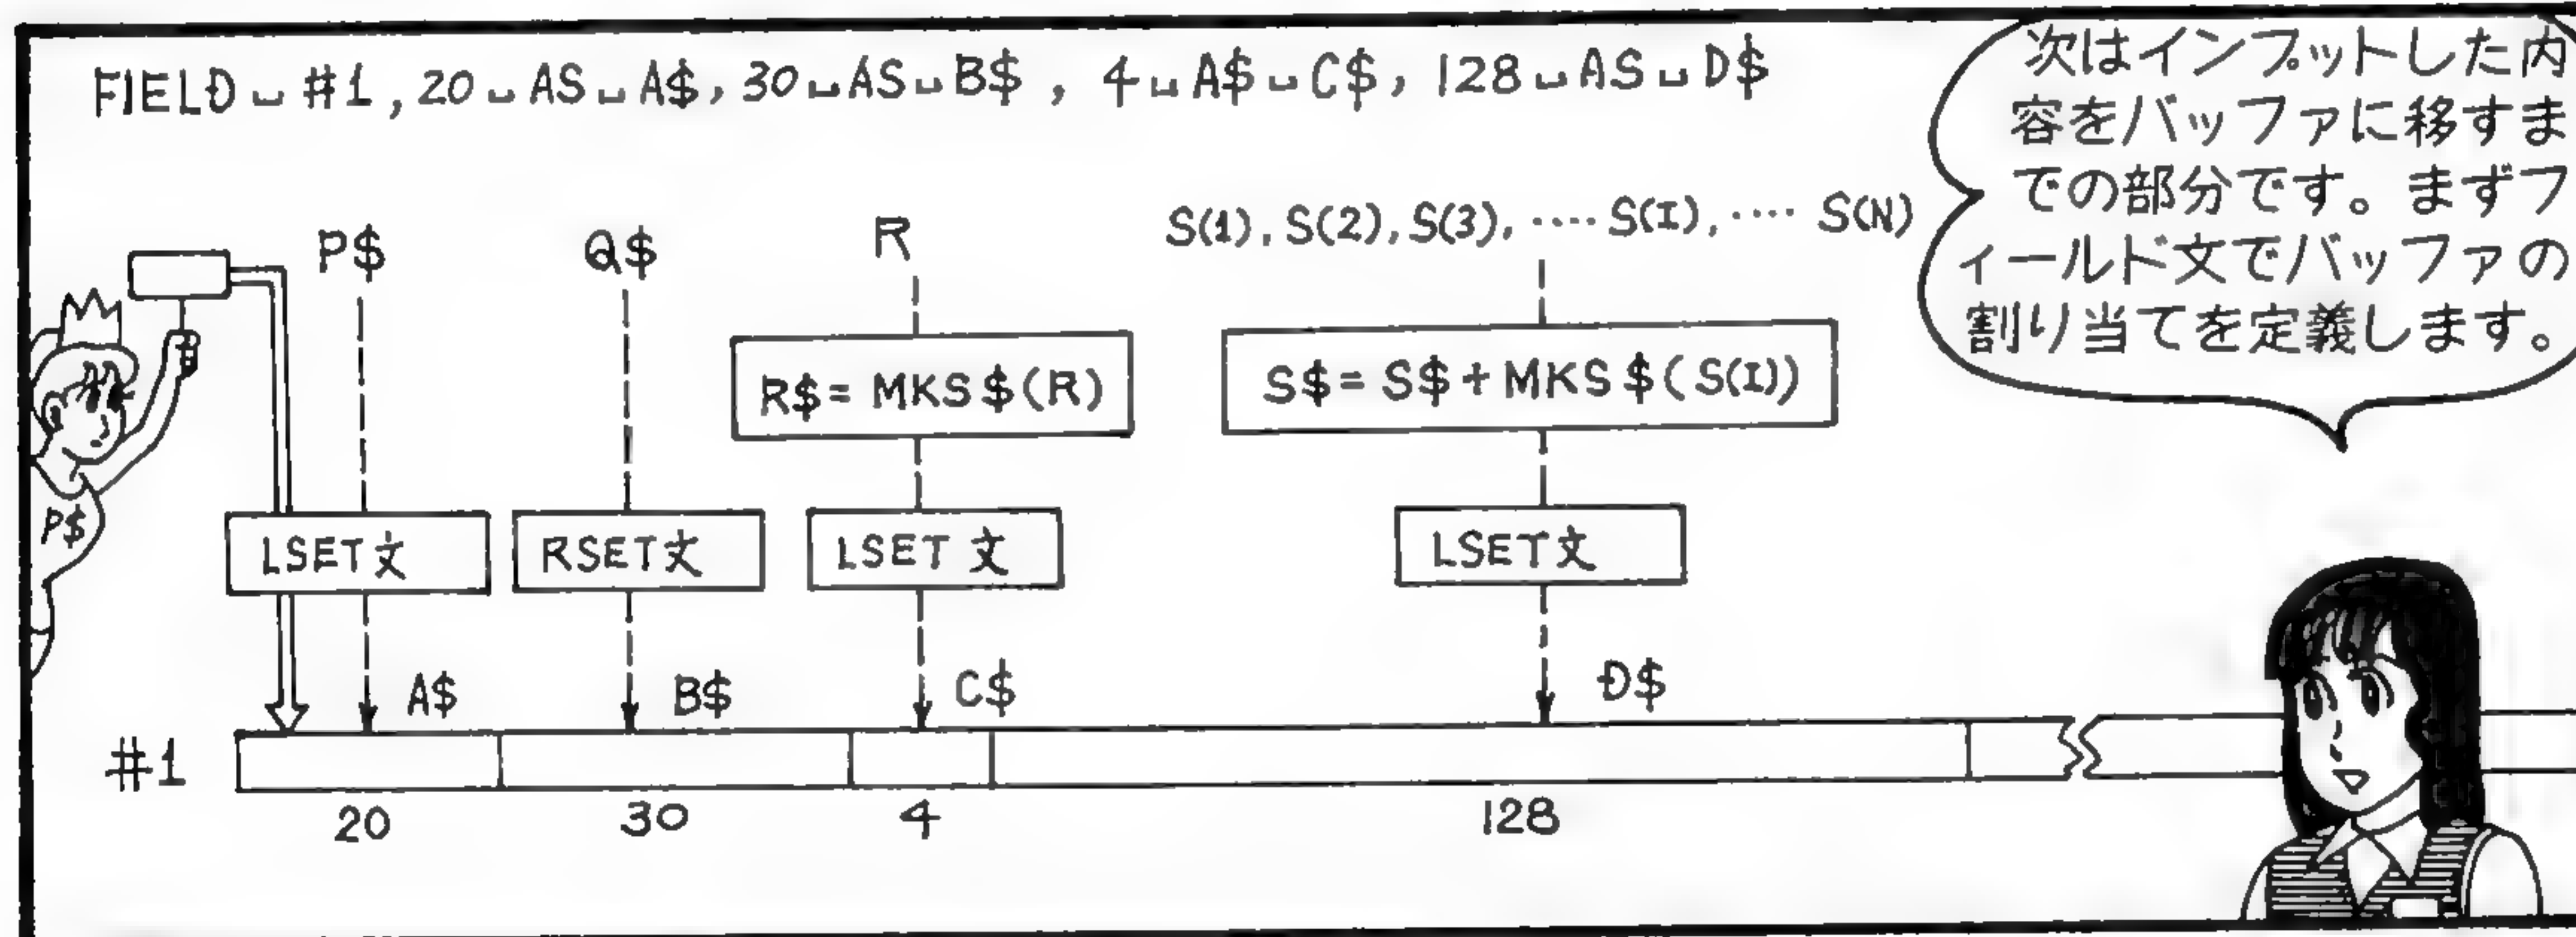 FIELD␣#1,20␣AS␣A$,30␣AS␣B$, 4␣A$␣C$, 128␣AS␣D$
次はインプットした内
容をバッファに移すま
での部分です。まずフ
ィールド文でバッファの
割り当てを定義します。
P$
Q$
R
S(1), S(2), S(3), ‥‥ S(I), ‥‥ S(N)
R$= MKS$(R)
S$= S$+MKS$(S(I))
P$
LSET文
RSET文
LSET文
LSET文
A$
B$
C$
D$
#1
20
30
4
128